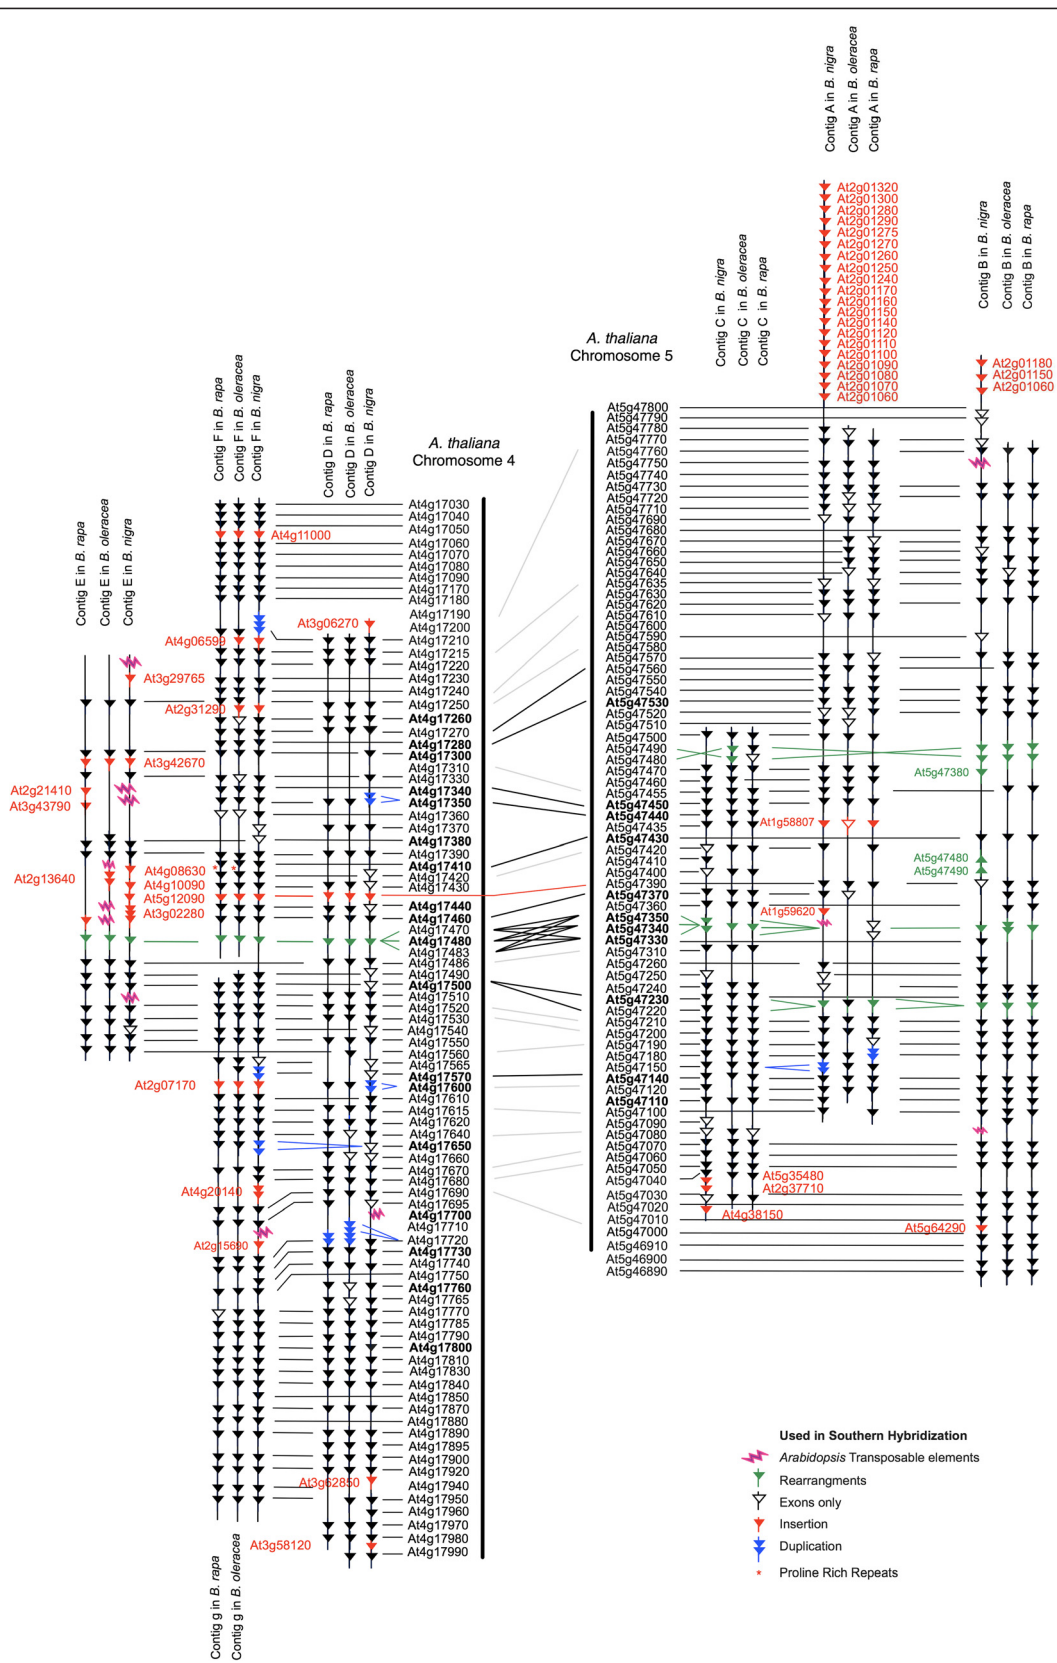 Contig A in B. nigra
Contig A in B. oleracea
Contig A in B. rapa
Contig B in B. nigra
Contig B in B. oleracea
Contig B in B. rapa
Contig C in B. nigra
Contig C in B. oleracea
Contig C in B. rapa
At2g01320
At2g01300
At2g01280
At2g01290
At2g01275
At2g01270
At2g01260
At2g01250
At2g01240
At2g01170
At2g01160
At2g01150
At2g01140
At2g01120
At2g01110
At2g01100
At2g01090
At2g01080
At2g01070
At2g01060
At2g01180
At2g01150
At2g01060
A. thaliana
Chromosome 5
At5g47800
At5g47790
At5g47780
At5g47770
At5g47760
At5g47750
At5g47740
At5g47730
At5g47720
At5g47710
At5g47690
At5g47680
At5g47670
At5g47660
At5g47650
At5g47640
At5g47635
At5g47630
At5g47620
At5g47610
At5g47600
At5g47590
At5g47580
At5g47570
At5g47560
At5g47550
At5g47540
At5g47530
At5g47520
At5g47510
At5g47500
At5g47490
At5g47480
At5g47470
At5g47460
At5g47455
At5g47450
At5g47440
At5g47435
At5g47430
At5g47420
At5g47410
At5g47400
At5g47390
At5g47370
At5g47360
At5g47350
At5g47340
At5g47330
At5g47310
At5g47260
At5g47250
At5g47240
At5g47230
At5g47220
At5g47210
At5g47200
At5g47190
At5g47180
At5g47150
At5g47140
At5g47120
At5g47110
At5g47100
At5g47090
At5g47080
At5g47070
At5g47060
At5g47050
At5g47040
At5g47030
At5g47020
At5g47010
At5g47000
At5g46910
At5g46900
At5g46890
At5g47380
At1g58807
At5g47480
At5g47490
At1g59620
At5g35480
At2g37710
At4g38150
At5g64290
Contig F in B. rapa
Contig F in B. oleracea
Contig F in B. nigra
Contig D in B. rapa
Contig D in B. oleracea
Contig D in B. nigra
A. thaliana
Chromosome 4
Contig E in B. rapa
Contig E in B. oleracea
Contig E in B. nigra
At4g17030
At4g17040
At4g17050
At4g17060
At4g17070
At4g17080
At4g17090
At4g17170
At4g17180
At4g17190
At4g17200
At4g17210
At4g17215
At4g17220
At4g17230
At4g17240
At4g17250
At4g17260
At4g17270
At4g17280
At4g17300
At4g17310
At4g17330
At4g17340
At4g17350
At4g17360
At4g17370
At4g17380
At4g17390
At4g17410
At4g17420
At4g17430
At4g17440
At4g17460
At4g17470
At4g17480
At4g17483
At4g17486
At4g17490
At4g17500
At4g17510
At4g17520
At4g17530
At4g17540
At4g17550
At4g17560
At4g17565
At4g17570
At4g17600
At4g17610
At4g17615
At4g17620
At4g17640
At4g17650
At4g17660
At4g17670
At4g17680
At4g17690
At4g17695
At4g17700
At4g17710
At4g17720
At4g17730
At4g17740
At4g17750
At4g17760
At4g17765
At4g17770
At4g17785
At4g17790
At4g17800
At4g17810
At4g17830
At4g17840
At4g17850
At4g17870
At4g17880
At4g17890
At4g17895
At4g17900
At4g17920
At4g17940
At4g17950
At4g17960
At4g17970
At4g17980
At4g17990
At4g11000
At3g06270
At4g06599
At3g29765
At2g31290
At3g42670
At2g21410
At3g43790
At4g08630
*
*
At2g13640
At4g10090
At5g12090
At3g02280
At2g07170
At4g20140
At2g15690
At3g62850
At3g58120
Contig g in B. rapa
Contig g in B. oleracea
Used in Southern Hybridization
Arabidopsis Transposable elements
Rearrangments
Exons only
Insertion
Duplication
* Proline Rich Repeats